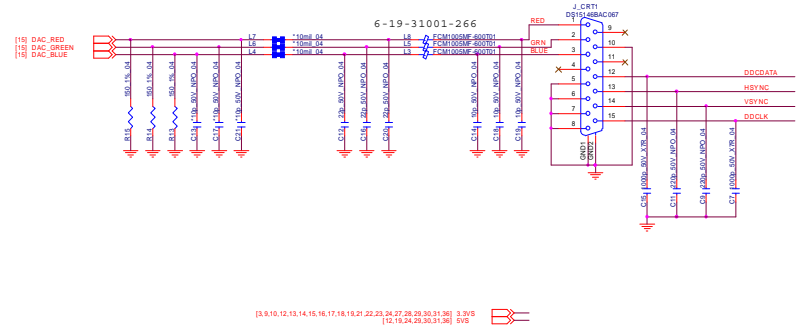 6-19-31001-266
J_CRT1
DS15146BAC067
[15] DAC_RED
[15] DAC_GREEN
[15] DAC_BLUE
L7 *10mil_04 L8 FCM1005MF-600T01 RED
L6 L5 FCM1005MF-600T01 GRN
L4 *10mil_04 L3 FCM1005MF-600T01 BLUE
1
2
3
4
5
6
7
8
9
10
11
12 DDCDATA
13 HSYNC
14 VSYNC
15 DDCLK
GND1
GND2
R15 150_1%_04
R14 150_1%_04
R13 150_1%_04
C13 *10p_50V_NPO_04
C17 *10p_50V_NPO_04
C21 *10p_50V_NPO_04
C12 22p_50V_NPO_04
C16 22p_50V_NPO_04
C20 22p_50V_NPO_04
C14 10p_50V_NPO_04
C18 10p_50V_NPO_04
C19 10p_50V_NPO_04
C15 1000p_50V_X7R_04
C11 220p_50V_NPO_04
C9 220p_50V_NPO_04
C7 1000p_50V_X7R_04
[3,9,10,12,13,14,15,16,17,18,19,21,22,23,24,27,28,29,30,31,36] 3.3VS
[12,19,24,29,30,31,36] 5VS